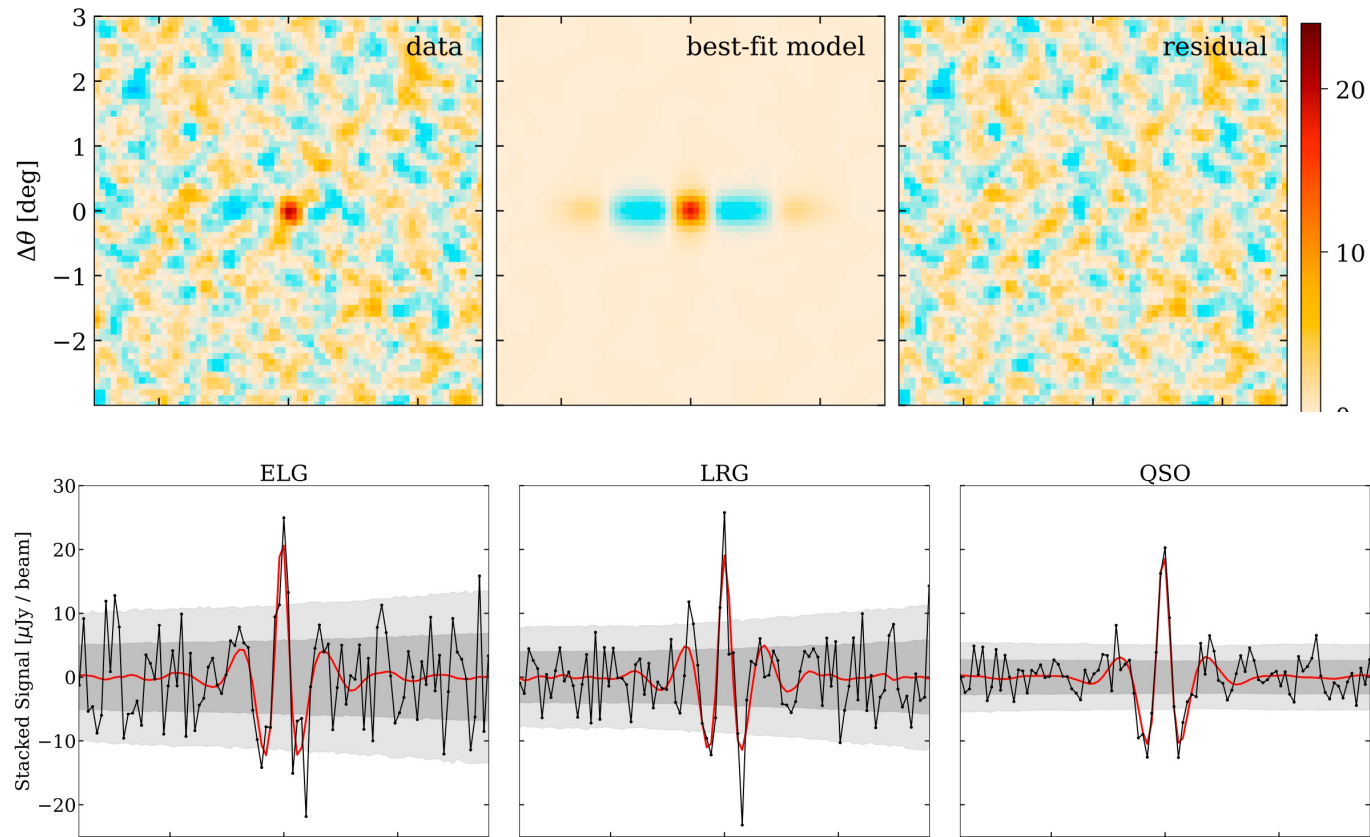 3
2
1
0
−1
−2
Δθ [deg]
data
best-fit model
residual
20
10
ELG
LRG
QSO
30
20
10
0
−10
−20
Stacked Signal [μJy / beam]